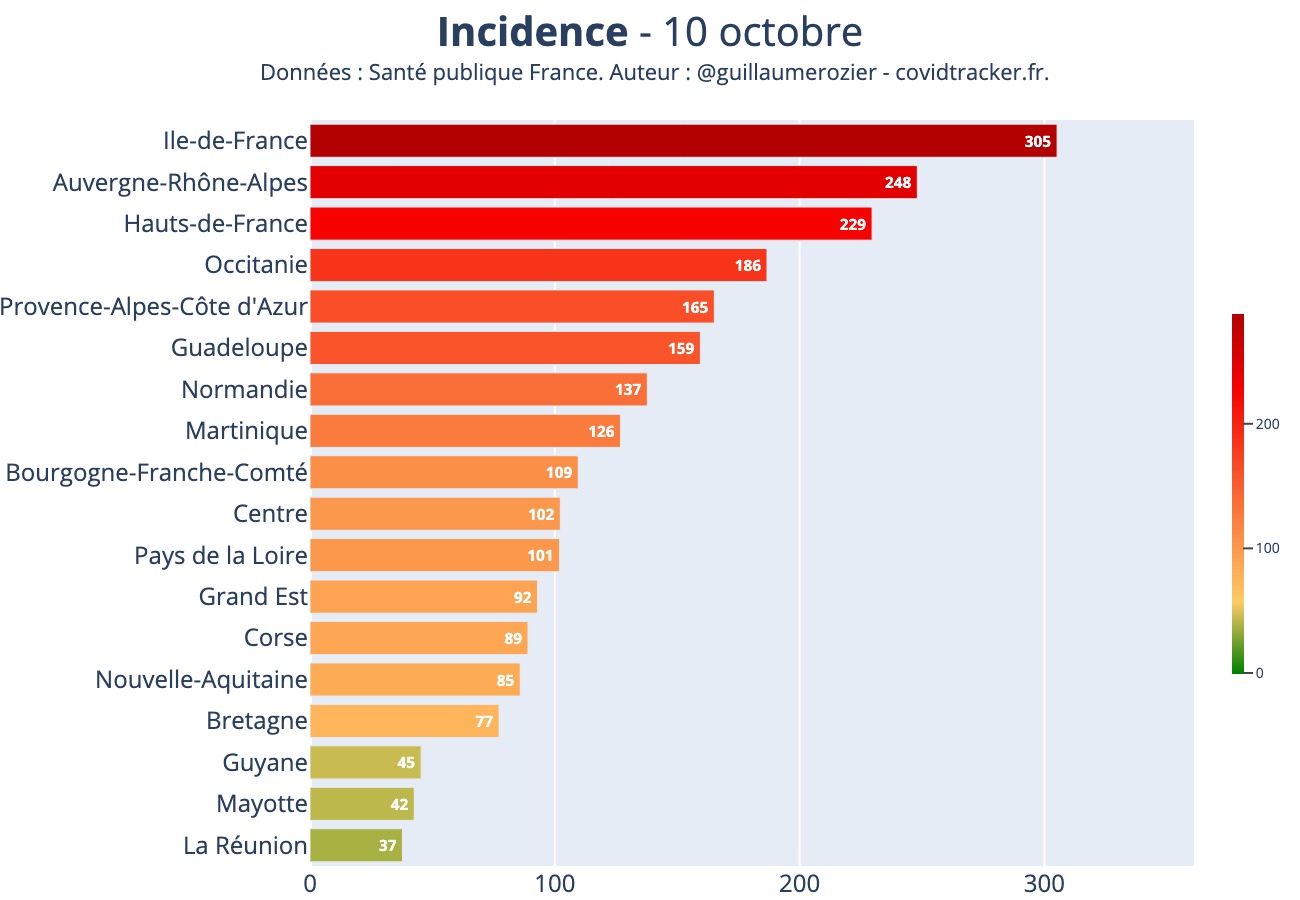 Incidence - 10 octobre
Données : Santé publique France. Auteur : @guillaumerozier - covidtracker.fr.
Ile-de-France 305
Auvergne-Rhône-Alpes 248
Hauts-de-France 229
Occitanie 186
Provence-Alpes-Côte d'Azur 165
Guadeloupe 159
Normandie 137
Martinique 126
Bourgogne-Franche-Comté 109
Centre 102
Pays de la Loire 101
Grand Est 92
Corse 89
Nouvelle-Aquitaine 85
Bretagne 77
Guyane 45
Mayotte 42
La Réunion 37
0 100 200 300
200
100
0